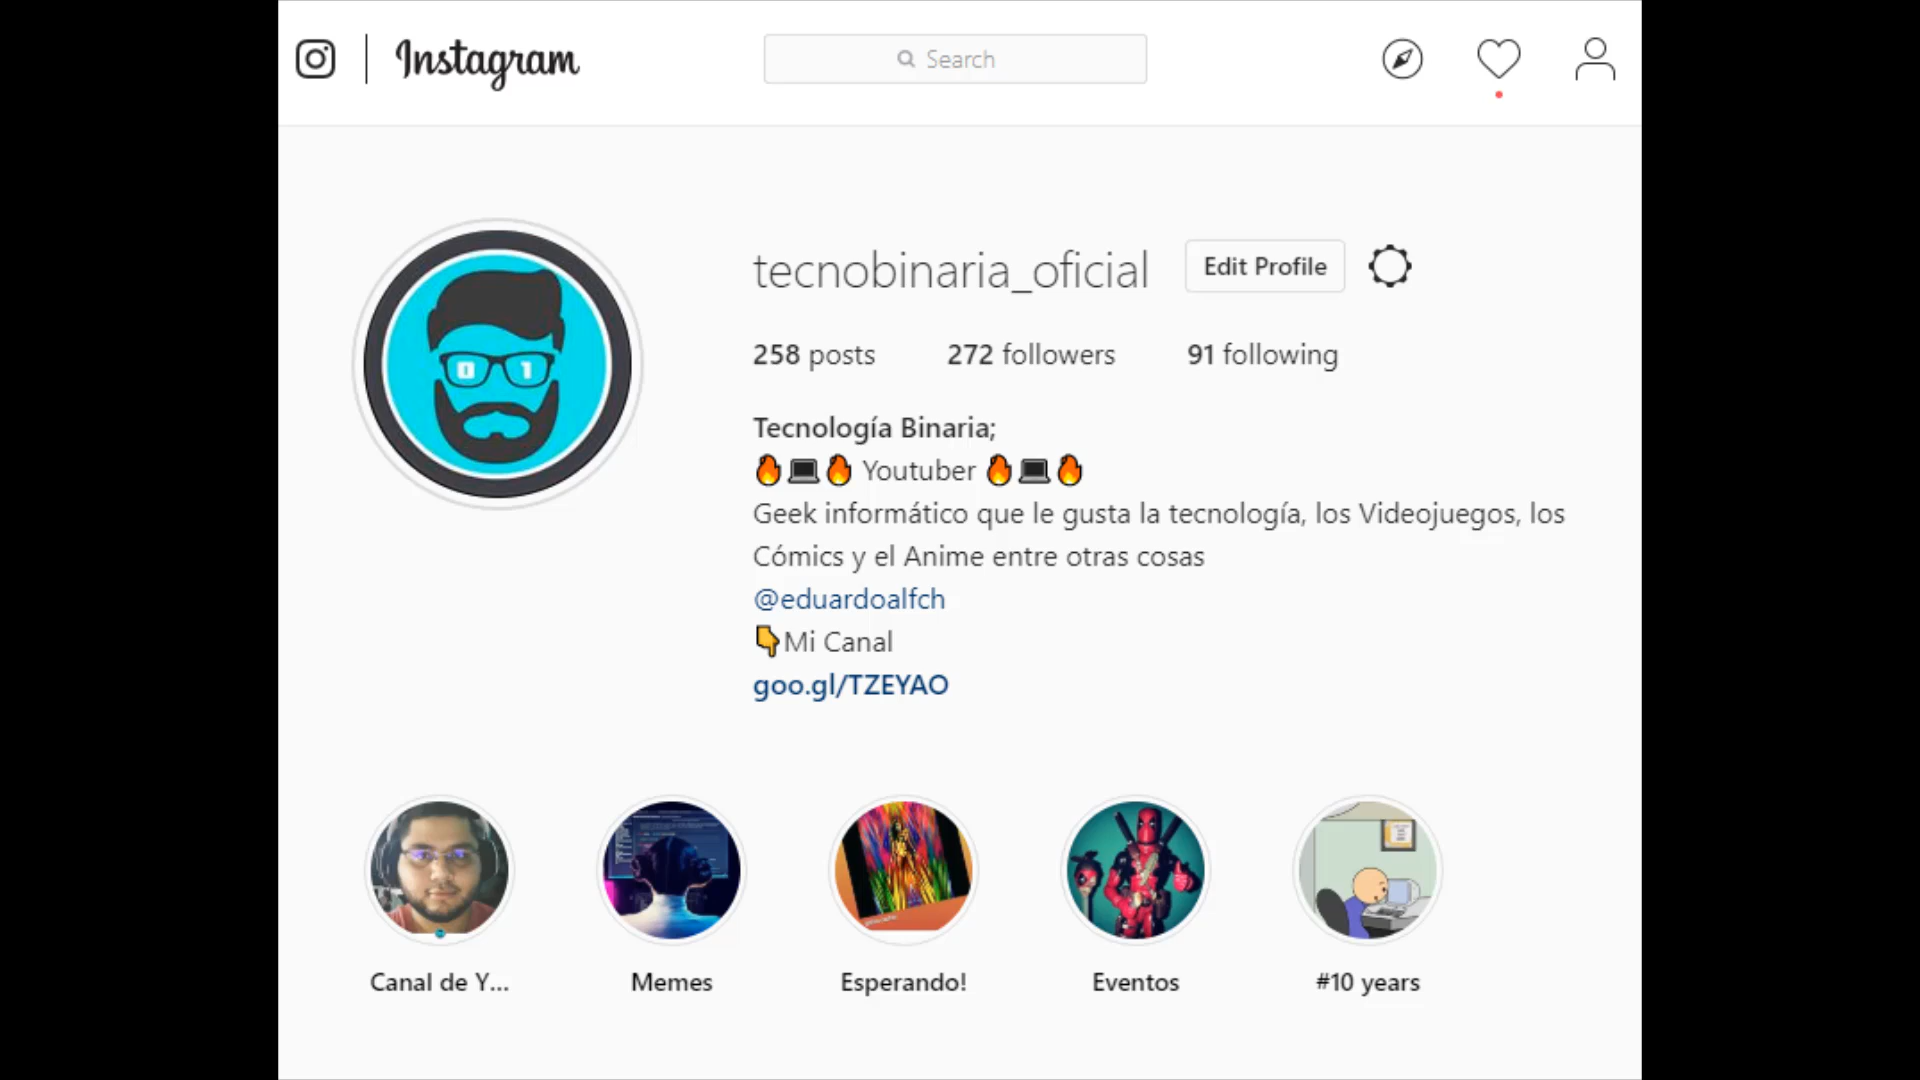 Instagram
Search
tecnobinaria_oficial
Edit Profile
258 posts 272 followers 91 following
Tecnología Binaria;
🔥💻🔥 Youtuber 🔥💻🔥
Geek informático que le gusta la tecnología, los Videojuegos, los
Cómics y el Anime entre otras cosas
@eduardoalfch
👇Mi Canal
goo.gl/TZEYAO
0 1
Canal de Y... Memes Esperando! Eventos #10 years